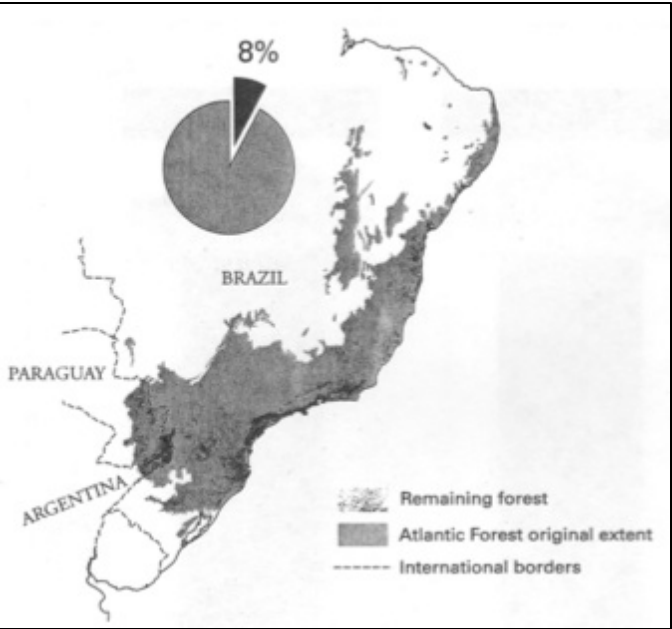 8%
BRAZIL
PARAGUAY
ARGENTINA
Remaining forest
Atlantic Forest original extent
International borders